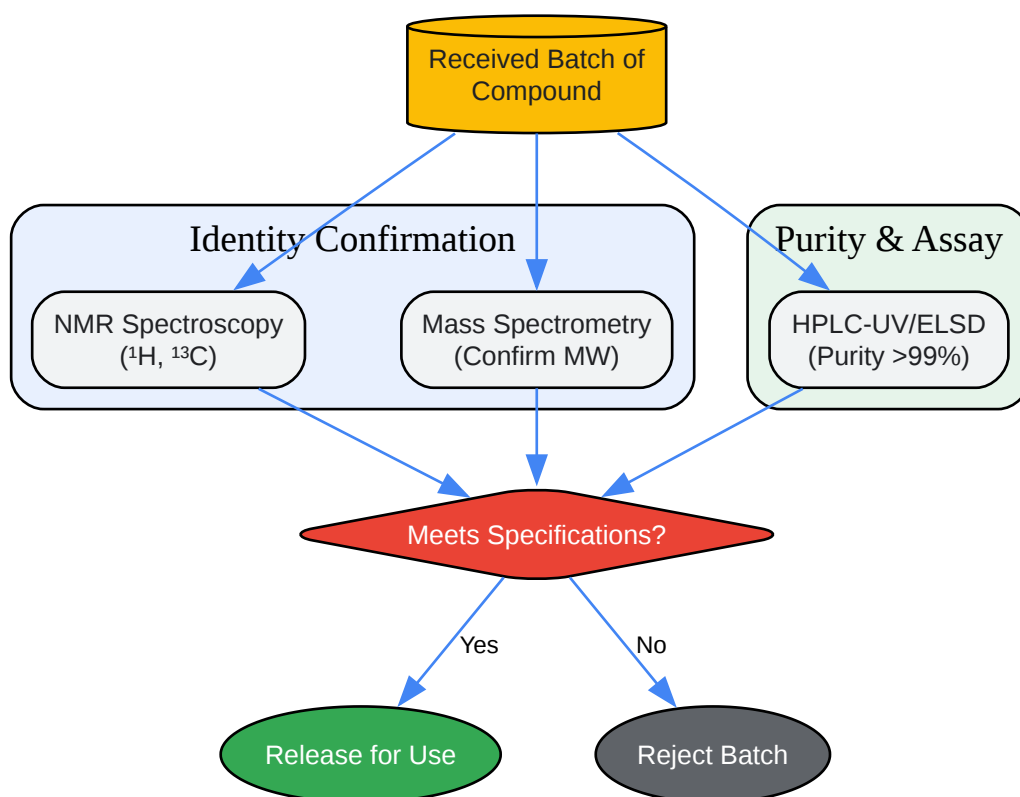 Received Batch of
Compound
Identity Confirmation
Purity & Assay
NMR Spectroscopy
(¹H, ¹³C)
Mass Spectrometry
(Confirm MW)
HPLC-UV/ELSD
(Purity >99%)
Meets Specifications?
Yes
No
Release for Use
Reject Batch